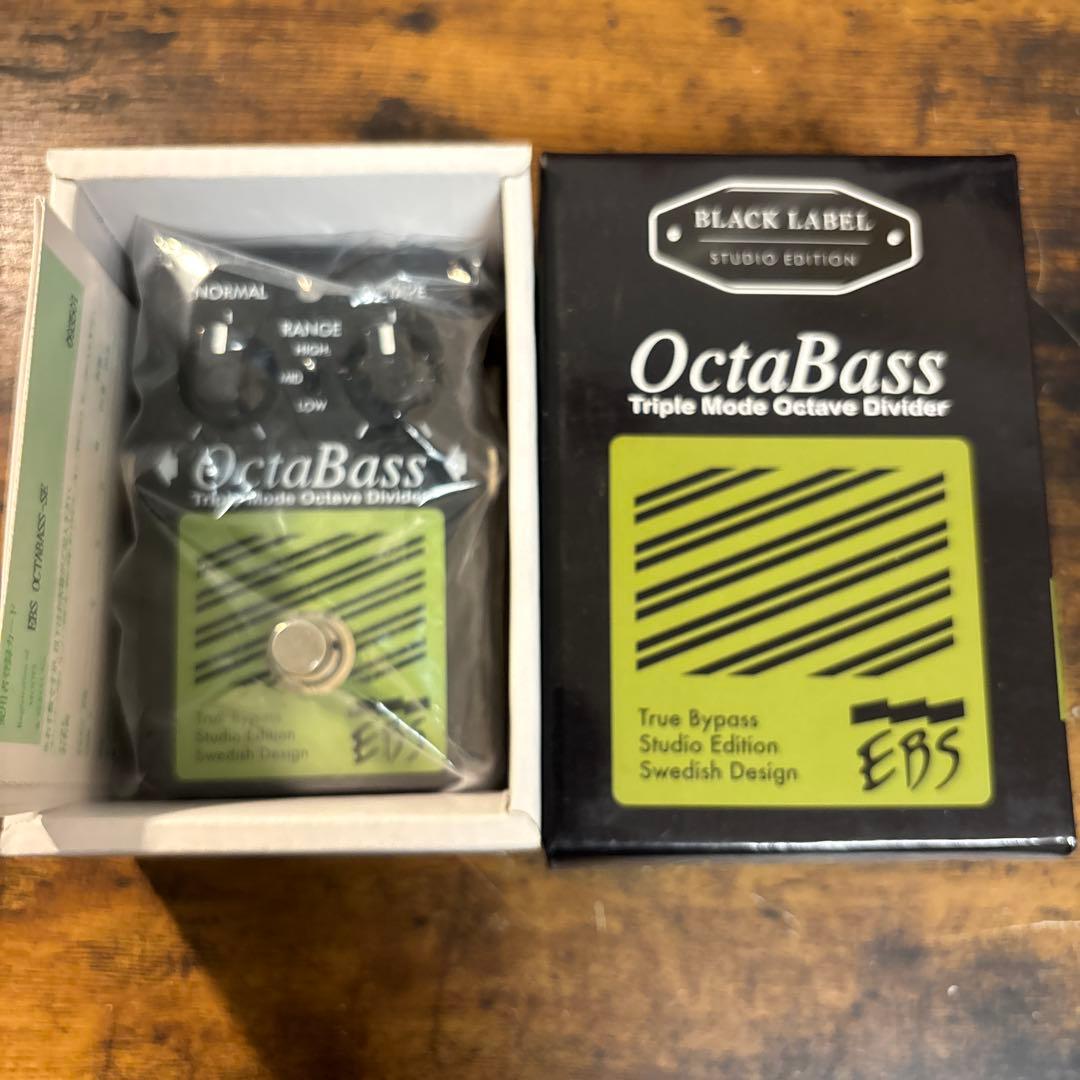 NORMAL
OCTAVE
RANGE
HIGH
MID
LOW
OctaBass
Triple Mode Octave Divider
True Bypass
Studio Edition
Swedish Design
EBS
EBS OCTABASS-SE
BLACK LABEL
STUDIO EDITION
OctaBass
Triple Mode Octave Divider
True Bypass
Studio Edition
Swedish Design
EBS